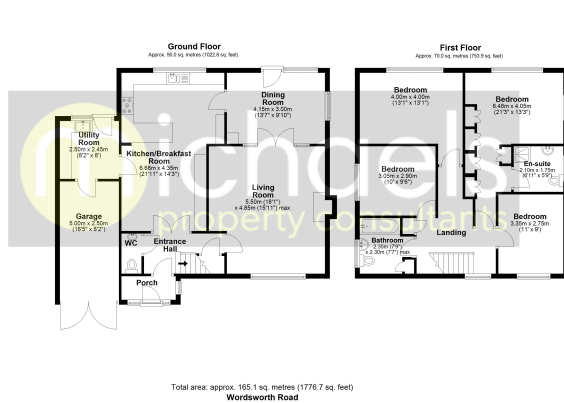 Ground Floor
Approx. 95.0 sq. metres (1022.8 sq. feet)
First Floor
Approx. 70.0 sq. metres (753.9 sq. feet)
Dining
Room
4.15m x 3.00m
(13'7" x 9'10")
Bedroom
4.00m x 4.00m
(13'1" x 13'1")
Bedroom
6.48m x 4.05m
(21'3" x 13'3")
Utility
Room
2.50m x 2.45m
(8'2" x 8')
Kitchen/Breakfast
Room
6.68m x 4.35m
(21'11" x 14'3")
Living
Room
5.50m (18'1")
x 4.85m (15'11") max
Bedroom
3.05m x 2.90m
(10' x 9'6")
En-suite
2.10m x 1.75m
(6'11" x 5'9")
Garage
5.00m x 2.50m
(16'5" x 8'2")
Bedroom
3.35m x 2.75m
(11' x 9')
WC
Entrance
Hall
Landing
Bathroom
2.35m (7'9")
x 2.30m (7'7") max
Porch
michaels
property consultants
Total area: approx. 165.1 sq. metres (1776.7 sq. feet)
Wordsworth Road